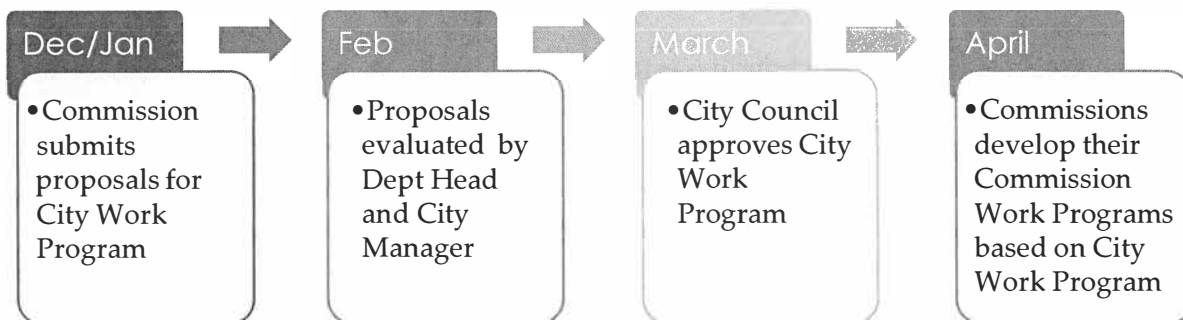 Dec/Jan
•Commission
submits
proposals for
City Work
Program
Feb
•Proposals
evaluated by
Dept Head
and City
Manager
March
•City Council
approves City
Work
Program
April
•Commissions
develop their
Commission
Work Programs
based on City
Work Program